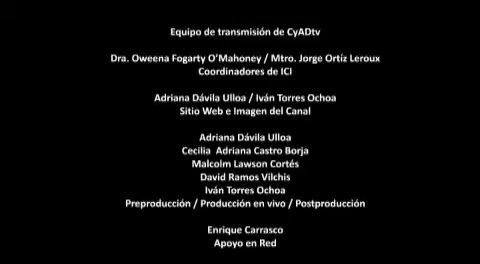 Equipo de transmisión de CyADtv
Dra. Oweena Fogarty O'Mahoney / Mtro. Jorge Ortíz Leroux
Coordinadores de ICI
Adriana Dávila Ulloa / Iván Torres Ochoa
Sitio Web e Imagen del Canal
Adriana Dávila Ulloa
Cecilia Adriana Castro Borja
Malcolm Lawson Cortés
David Ramos Vilchis
Iván Torres Ochoa
Preproducción / Producción en vivo / Postproducción
Enrique Carrasco
Apoyo en Red